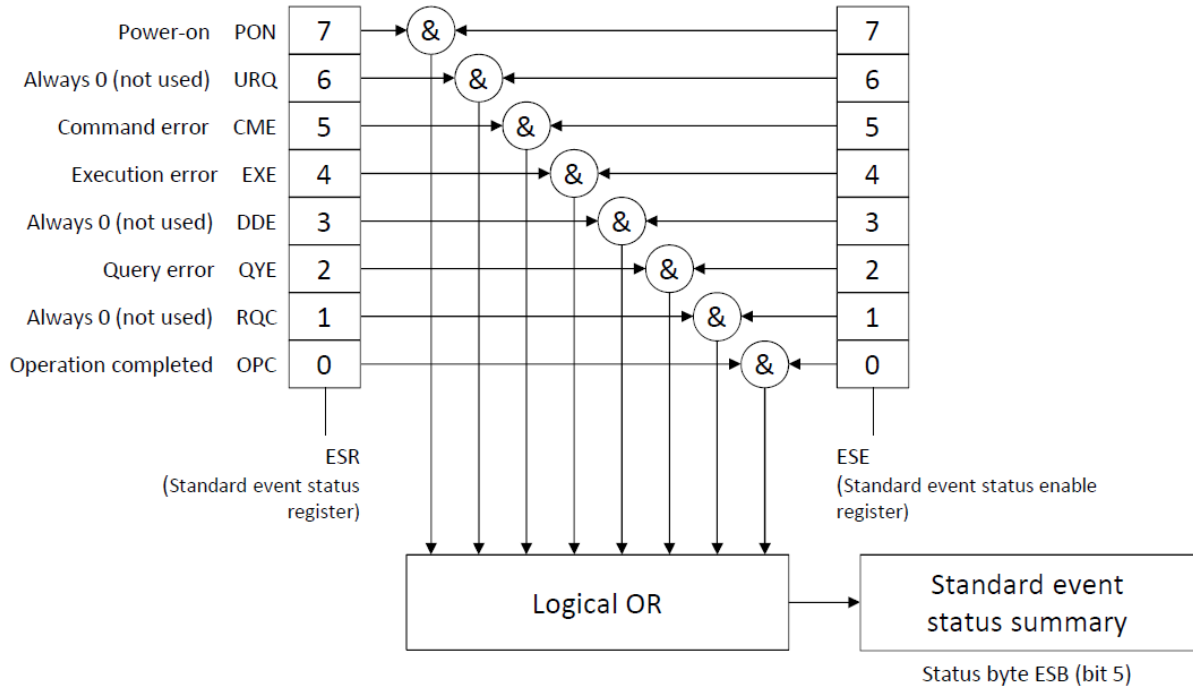 Power-on PON 7 & 7
Always 0 (not used) URQ 6 & 6
Command error CME 5 & 5
Execution error EXE 4 & 4
Always 0 (not used) DDE 3 & 3
Query error QYE 2 & 2
Always 0 (not used) RQC 1 & 1
Operation completed OPC 0 & 0
ESR
(Standard event status
register)
ESE
(Standard event status enable
register)
Logical OR
Standard event
status summary
Status byte ESB (bit 5)